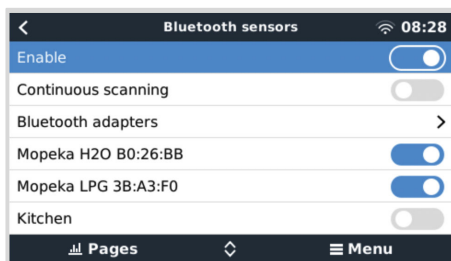 Bluetooth sensors 08:28
Enable
Continuous scanning
Bluetooth adapters
Mopeka H2O B0:26:BB
Mopeka LPG 3B:A3:F0
Kitchen
Pages Menu